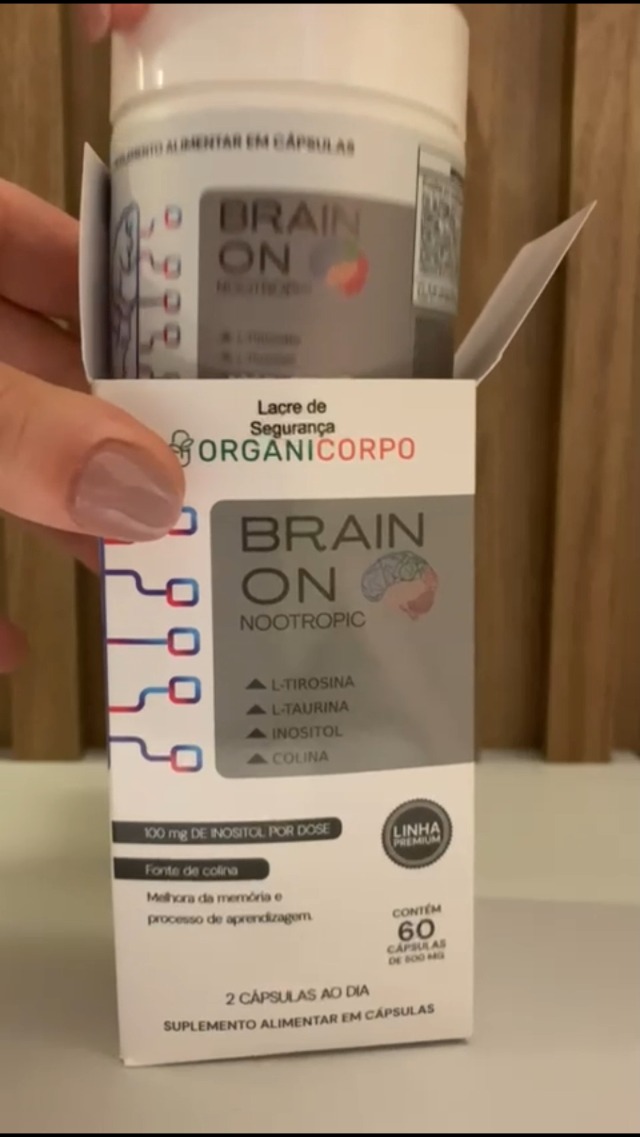 ALIMENTAR EM CÁPSULAS
BRAIN
ON
NOOTROPIC
Lacre de
Segurança
ORGANICORPO
BRAIN
ON
NOOTROPIC
L-TIROSINA
L-TAURINA
INOSITOL
COLINA
100 mg DE INOSITOL POR DOSE
Fonte de colina
Melhora da memória e
processo de aprendizagem.
LINHA
PREMIUM
CONTÉM
60
CÁPSULAS
DE 500 MG
2 CÁPSULAS AO DIA
SUPLEMENTO ALIMENTAR EM CÁPSULAS